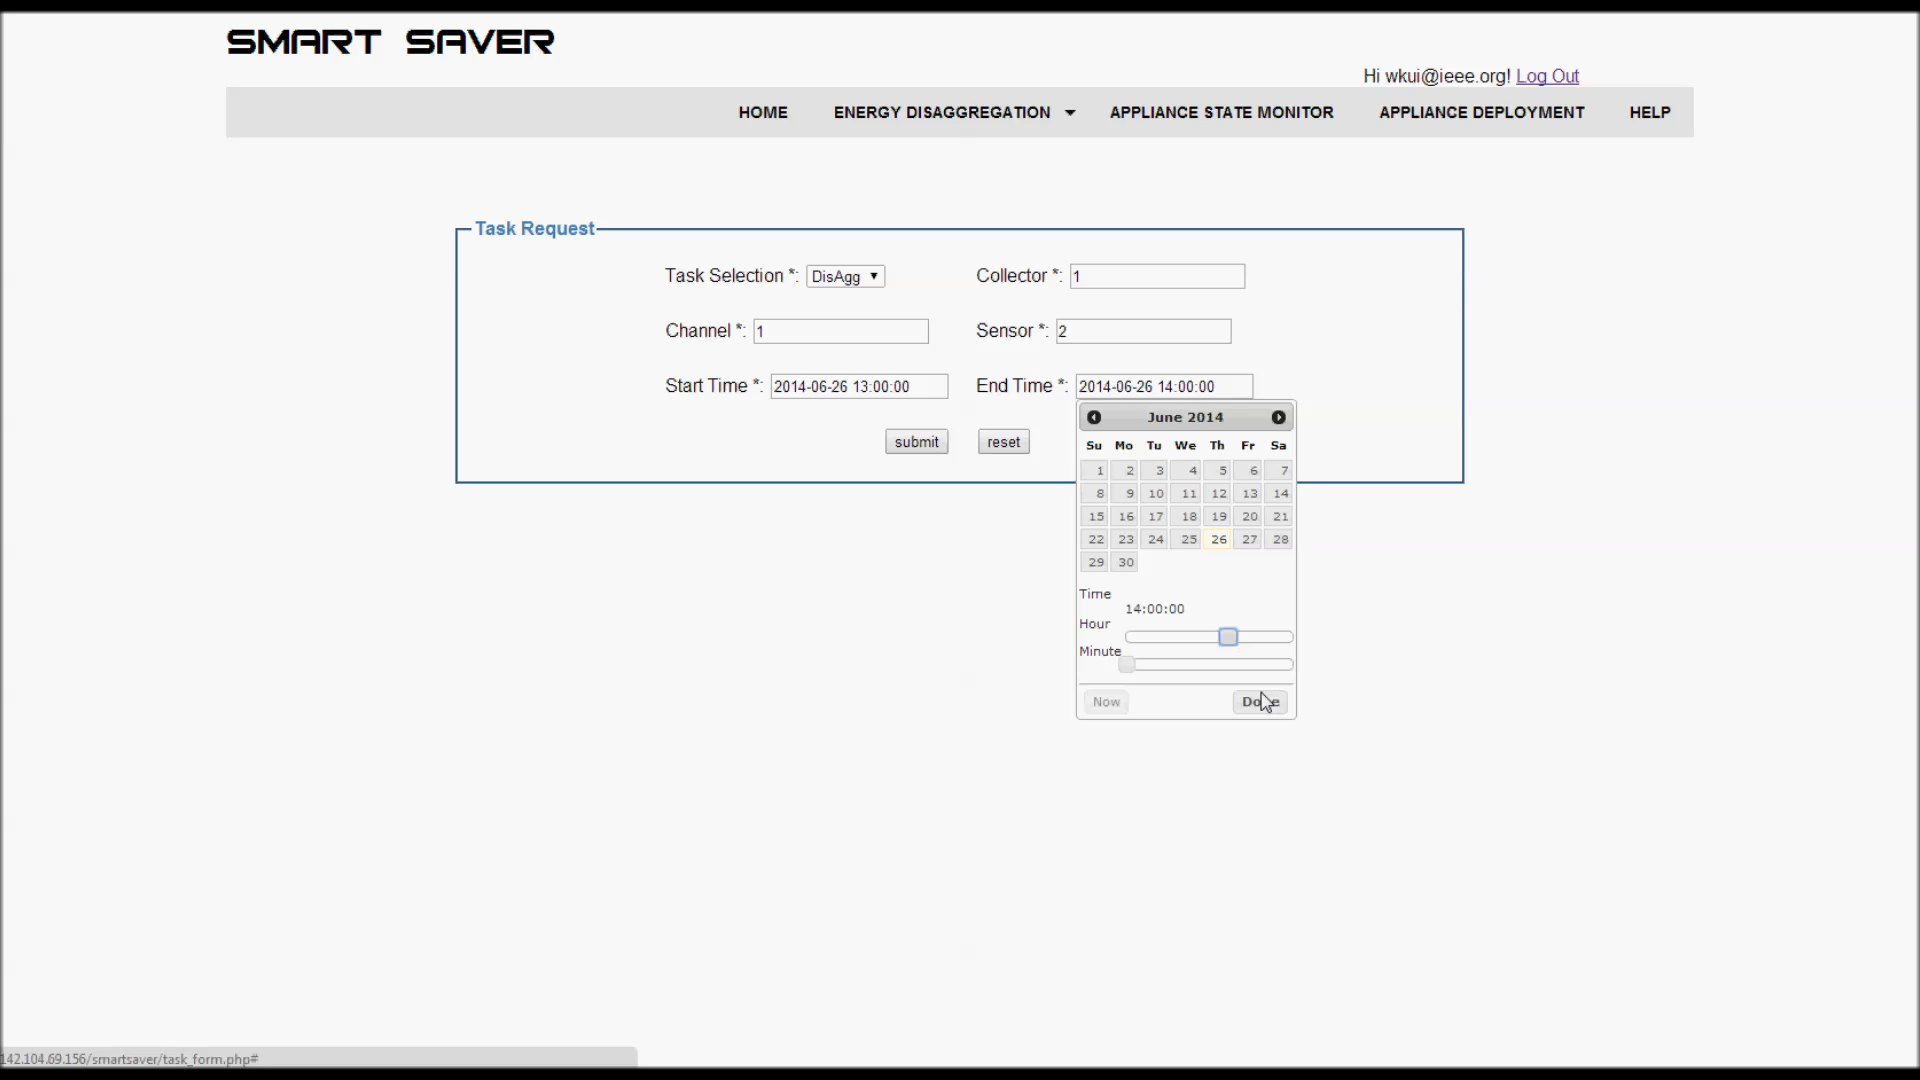 SMART SAVER
Hi wkui@ieee.org! Log Out
HOME ENERGY DISAGGREGATION APPLIANCE STATE MONITOR APPLIANCE DEPLOYMENT HELP
Task Request
Task Selection *: DisAgg Collector *: 1
Channel *: 1 Sensor *: 2
Start Time *: 2014-06-26 13:00:00 End Time *: 2014-06-26 14:00:00
submit reset
June 2014
Su Mo Tu We Th Fr Sa
1 2 3 4 5 6 7
8 9 10 11 12 13 14
15 16 17 18 19 20 21
22 23 24 25 26 27 28
29 30
Time
14:00:00
Hour
Minute
Now Done
142.104.69.156/smartsaver/task_form.php#